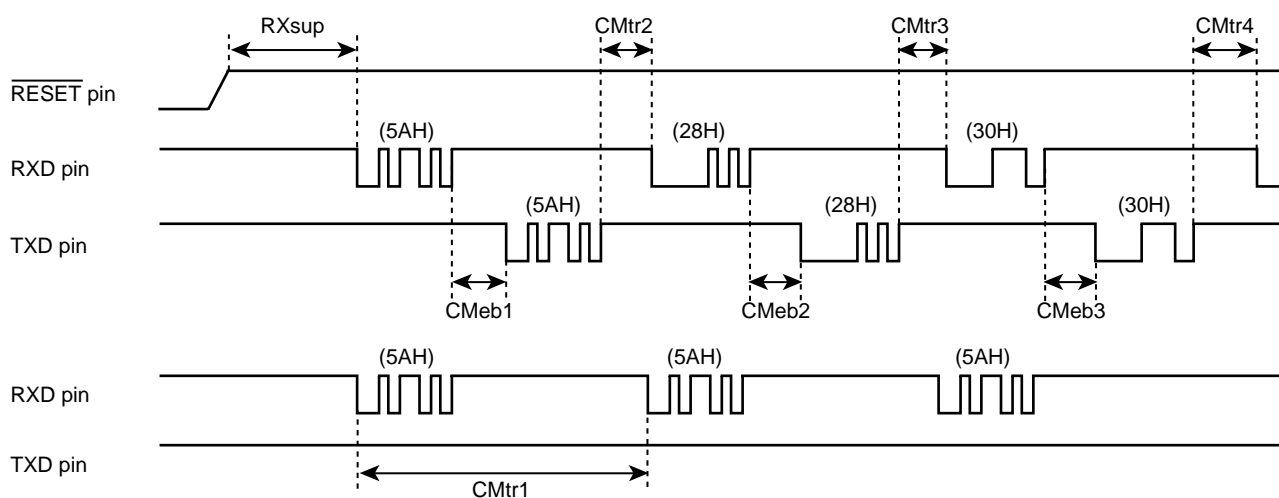 RXsup
CMtr2
CMtr3
CMtr4
RESET pin
(5AH)
(28H)
(30H)
RXD pin
(5AH)
(28H)
(30H)
TXD pin
CMeb1
CMeb2
CMeb3
(5AH)
(5AH)
(5AH)
RXD pin
TXD pin
CMtr1